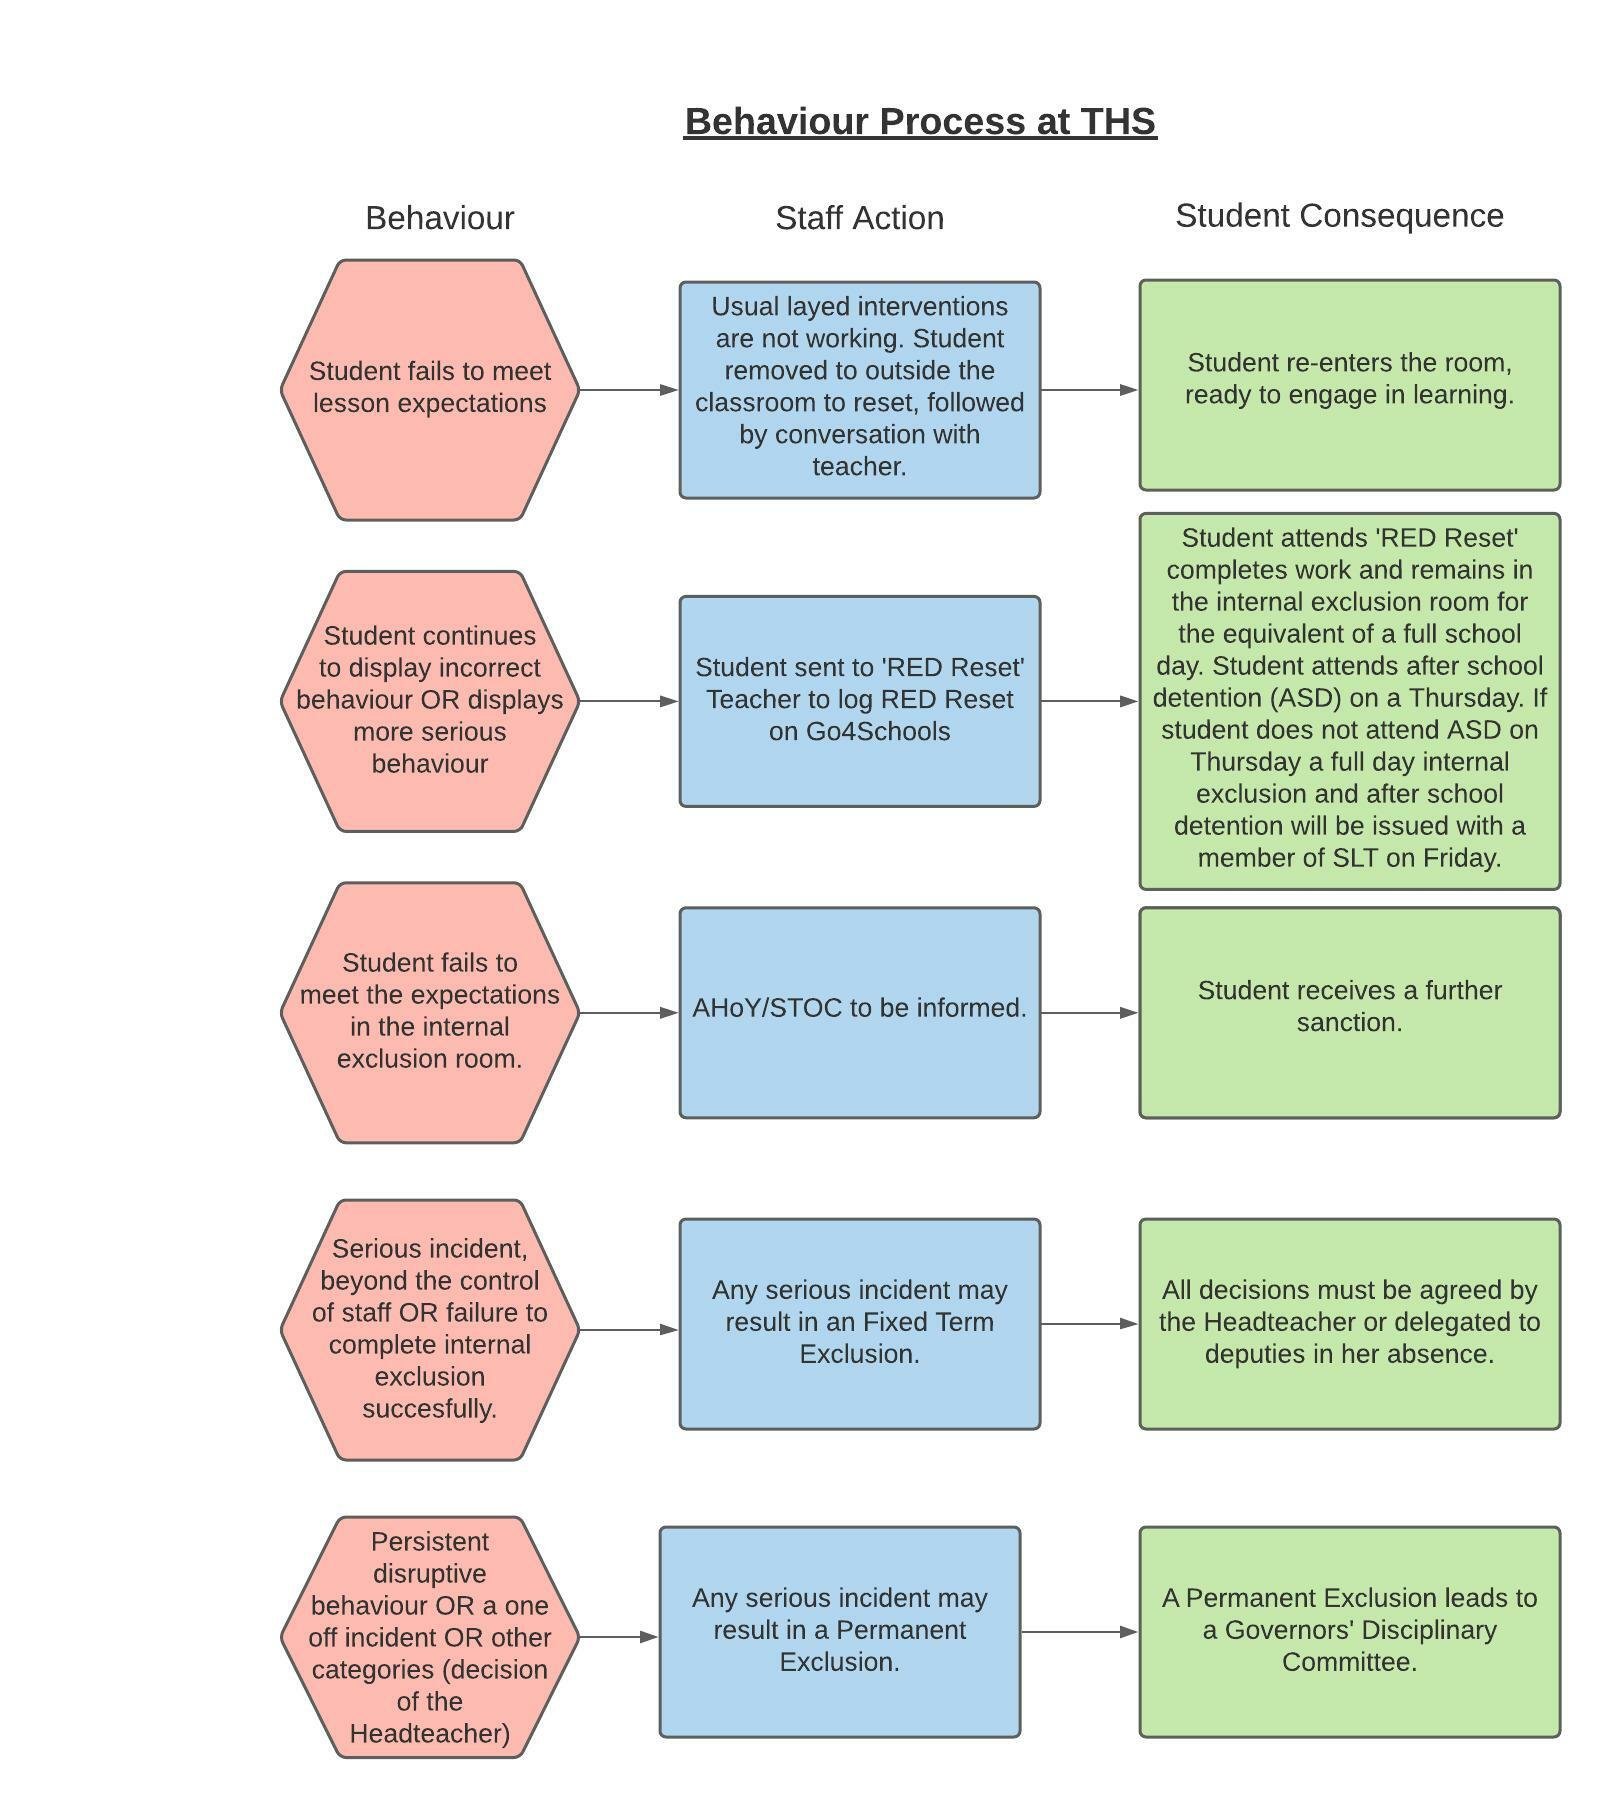 Behaviour Process at THS
Behaviour
Staff Action
Student Consequence
Student fails to meet
lesson expectations
Usual layed interventions
are not working. Student
removed to outside the
classroom to reset, followed
by conversation with
teacher.
Student re-enters the room,
ready to engage in learning.
Student continues
to display incorrect
behaviour OR displays
more serious
behaviour
Student sent to 'RED Reset'
Teacher to log RED Reset
on Go4Schools
Student attends 'RED Reset'
completes work and remains in
the internal exclusion room for
the equivalent of a full school
day. Student attends after school
detention (ASD) on a Thursday. If
student does not attend ASD on
Thursday a full day internal
exclusion and after school
detention will be issued with a
member of SLT on Friday.
Student fails to
meet the expectations
in the internal
exclusion room.
AHoY/STOC to be informed.
Student receives a further
sanction.
Serious incident,
beyond the control
of staff OR failure to
complete internal
exclusion
succesfully.
Any serious incident may
result in an Fixed Term
Exclusion.
All decisions must be agreed by
the Headteacher or delegated to
deputies in her absence.
Persistent
disruptive
behaviour OR a one
off incident OR other
categories (decision
of the
Headteacher)
Any serious incident may
result in a Permanent
Exclusion.
A Permanent Exclusion leads to
a Governors' Disciplinary
Committee.